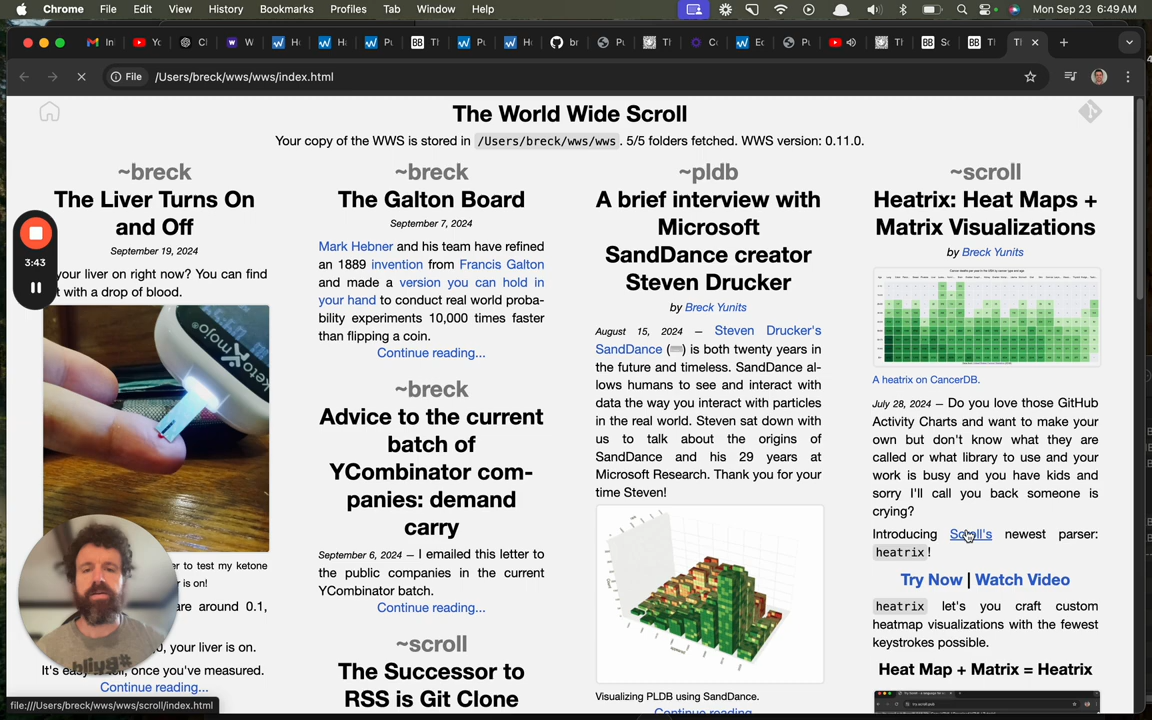 Chrome File Edit View History Bookmarks Profiles Tab Window Help
Mon Sep 23 6:49 AM
File /Users/breck/wws/wws/index.html
The World Wide Scroll
Your copy of the WWS is stored in /Users/breck/wws/wws . 5/5 folders fetched. WWS version: 0.11.0.
~breck
The Liver Turns On
and Off
September 19, 2024
your liver on right now? You can find
with a drop of blood.
3:43
keto mojo
er to test my ketone
r is on!
are around 0.1,
, your liver is on.
It's easy
, once you've measured.
Continue reading...
~breck
The Galton Board
September 7, 2024
Mark Hebner and his team have refined
an 1889 invention from Francis Galton
and made a version you can hold in
your hand to conduct real world proba-
bility experiments 10,000 times faster
than flipping a coin.
Continue reading...
~breck
Advice to the current
batch of
YCombinator com-
panies: demand
carry
September 6, 2024 — I emailed this letter to
the public companies in the current
YCombinator batch.
Continue reading...
~scroll
The Successor to
RSS is Git Clone
~pldb
A brief interview with
Microsoft
SandDance creator
Steven Drucker
by Breck Yunits
August 15, 2024 — Steven Drucker's
SandDance ( ) is both twenty years in
the future and timeless. SandDance al-
lows humans to see and interact with
data the way you interact with particles
in the real world. Steven sat down with
us to talk about the origins of
SandDance and his 29 years at
Microsoft Research. Thank you for your
time Steven!
Visualizing PLDB using SandDance.
Continue reading
~scroll
Heatrix: Heat Maps +
Matrix Visualizations
by Breck Yunits
A heatrix on CancerDB.
July 28, 2024 — Do you love those GitHub
Activity Charts and want to make your
own but don't know what they are
called or what library to use and your
work is busy and you have kids and
sorry I'll call you back someone is
crying?
Introducing Scroll's newest parser:
heatrix !
Try Now | Watch Video
heatrix let's you craft custom
heatmap visualizations with the fewest
keystrokes possible.
Heat Map + Matrix = Heatrix
file:///Users/breck/wws/wws/scroll/index.html